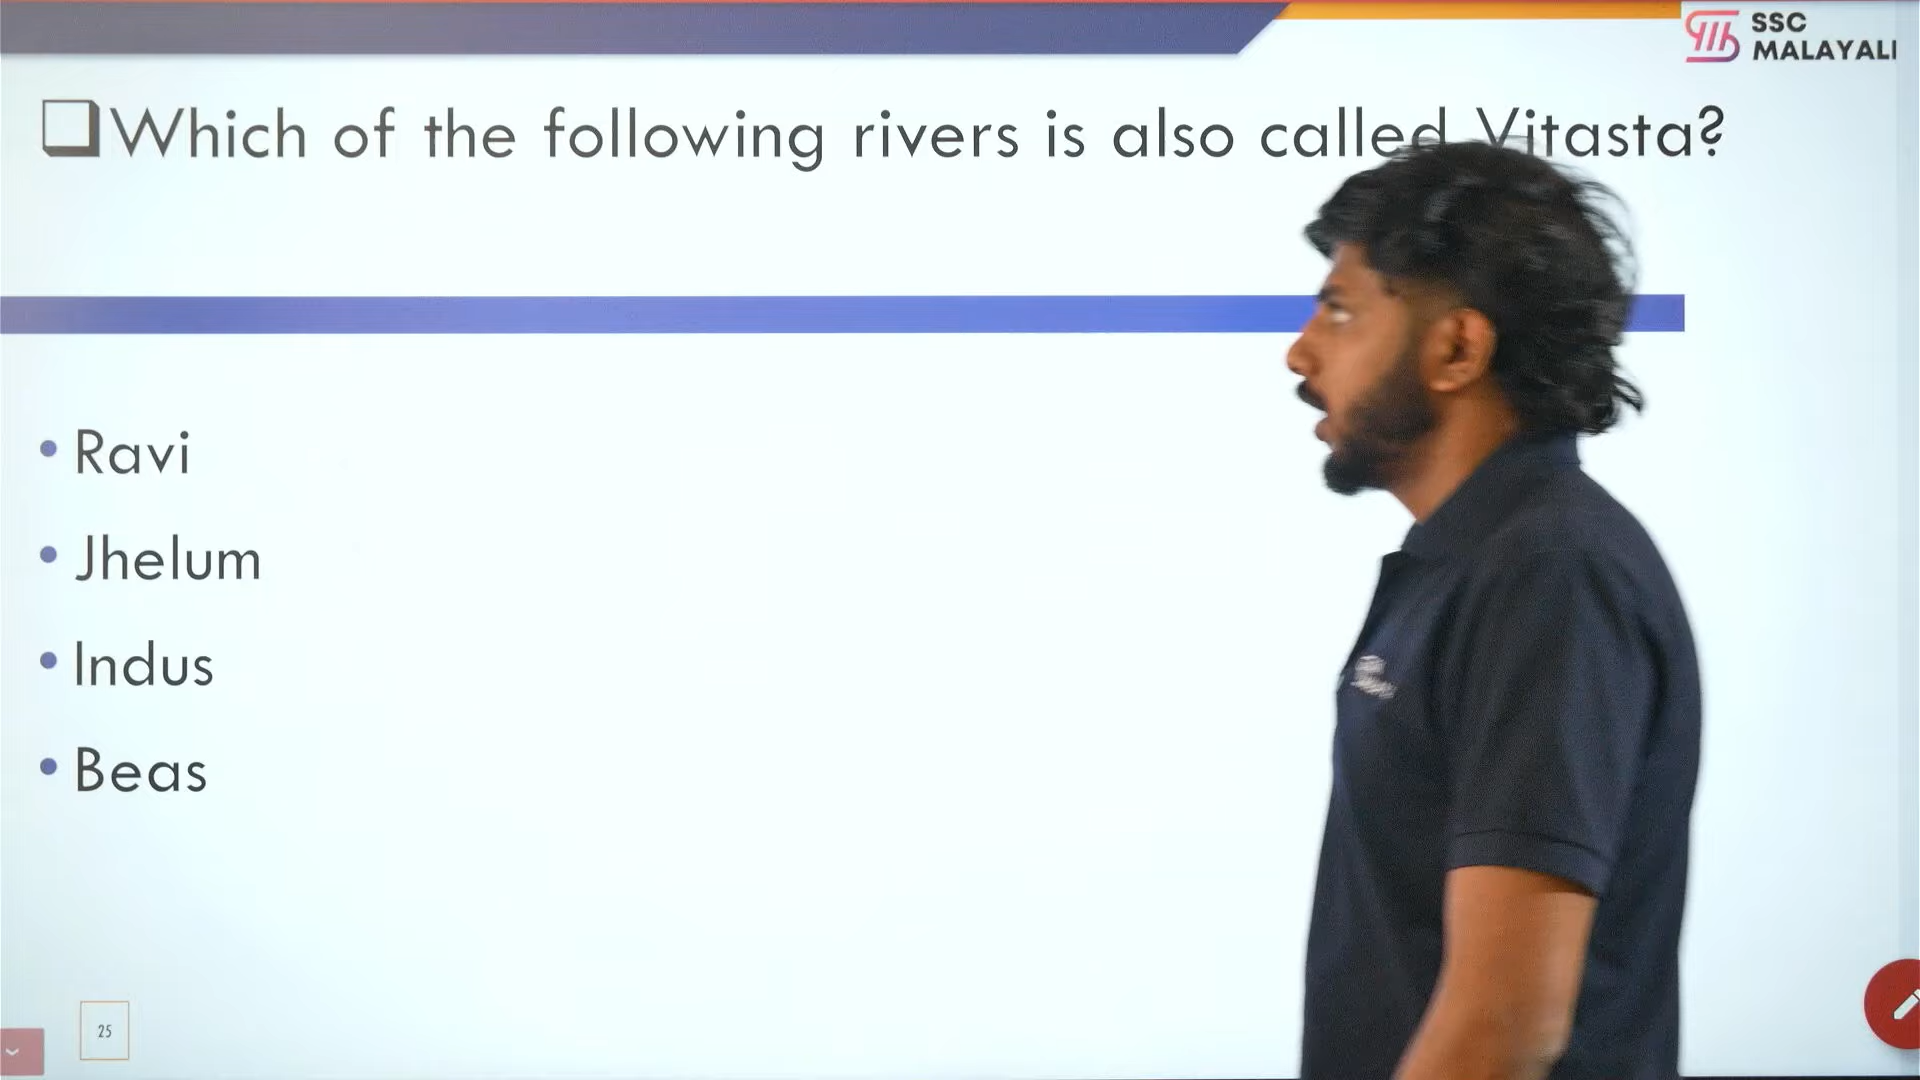 SSC
MALAYALI
Which of the following rivers is also called Vitasta?
Ravi
Jhelum
Indus
Beas
25